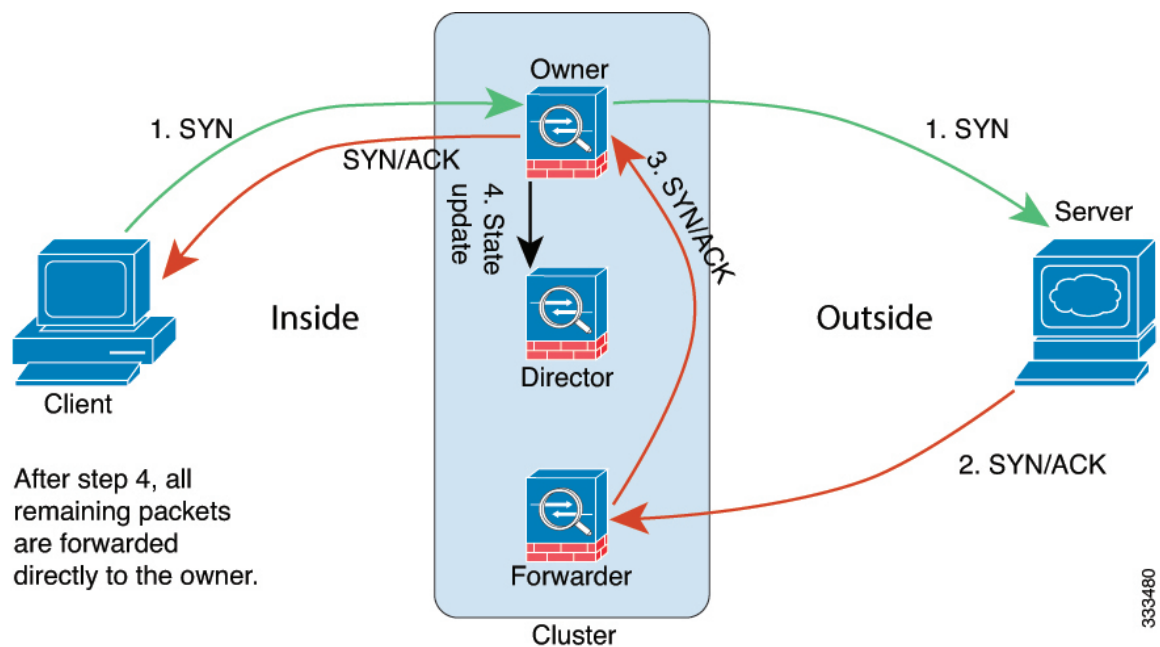 Owner
1. SYN
1. SYN
SYN/ACK
3. SYN/ACK
4. State
update
Server
Inside
Outside
Director
Client
2. SYN/ACK
After step 4, all
remaining packets
are forwarded
directly to the owner.
Forwarder
Cluster
333480